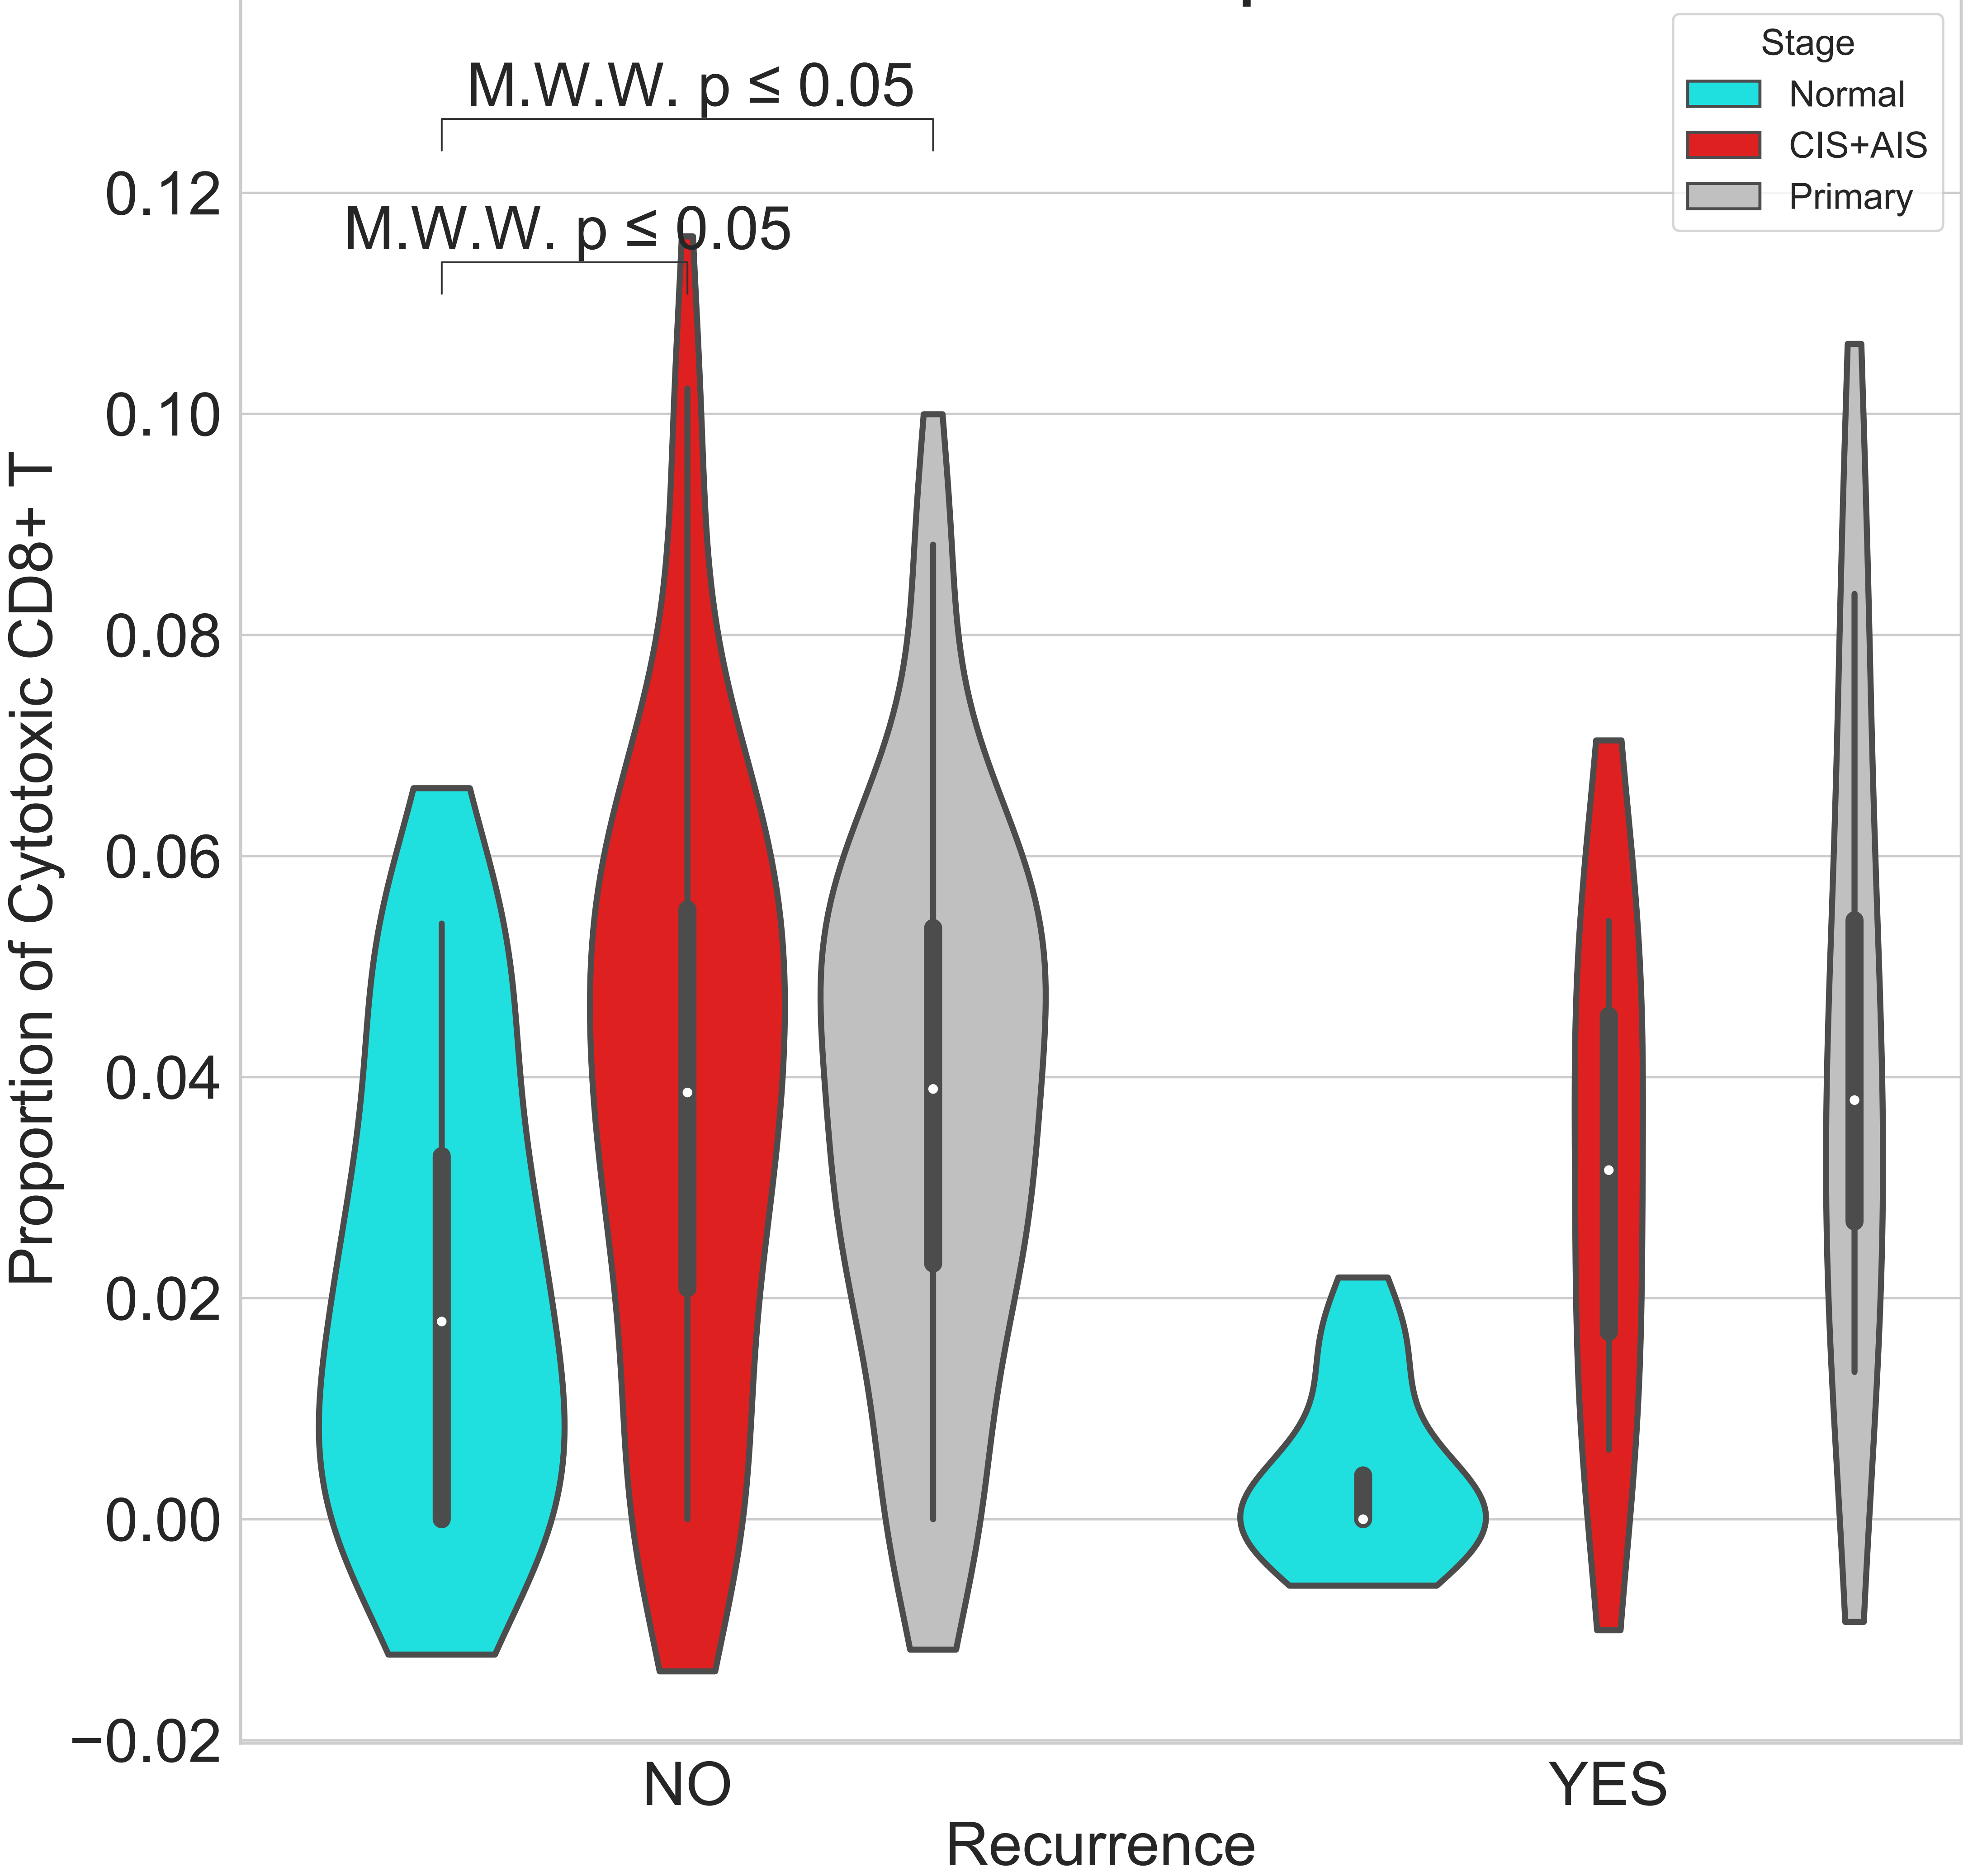 Stage
Normal
CIS+AIS
Primary
M.W.W. p ≤ 0.05
M.W.W. p ≤ 0.05
Proportion of Cytotoxic CD8+ T
0.12
0.10
0.08
0.06
0.04
0.02
0.00
−0.02
NO
YES
Recurrence